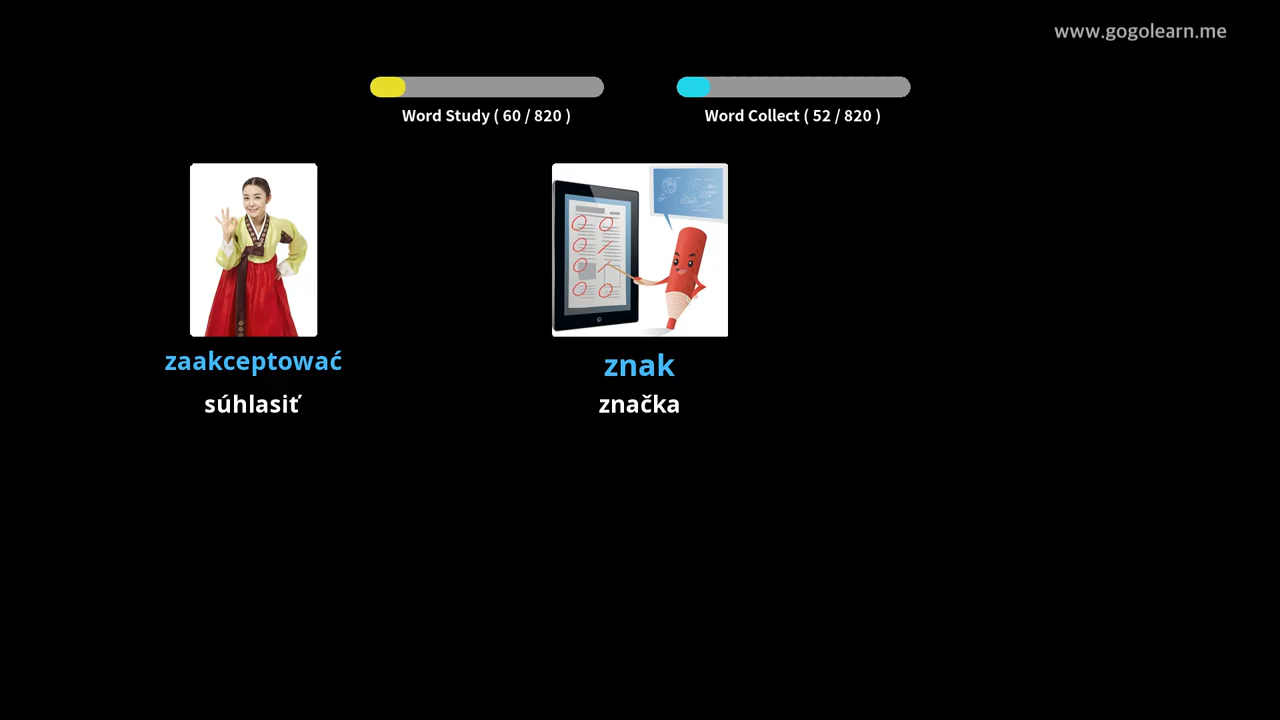 www.gogolearn.me
Word Study ( 60 / 820 )
Word Collect ( 52 / 820 )
zaakceptować
súhlasiť
znak
značka